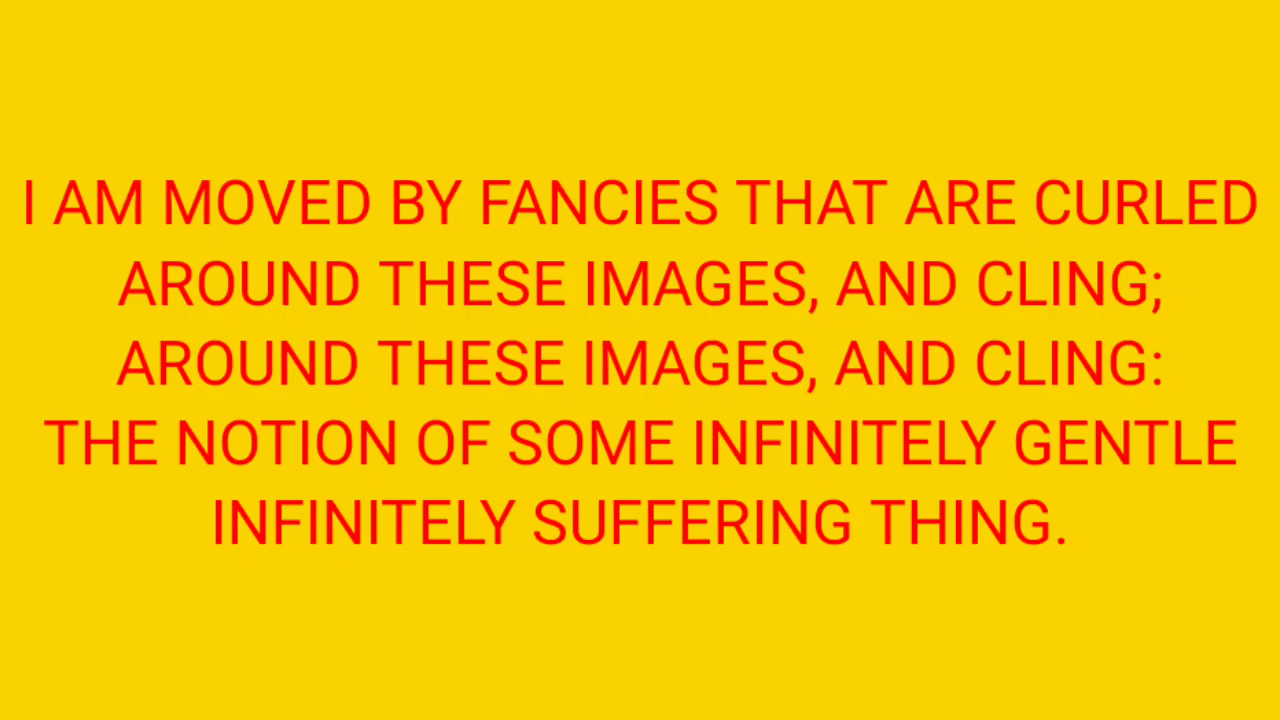 I AM MOVED BY FANCIES THAT ARE CURLED
AROUND THESE IMAGES, AND CLING;
AROUND THESE IMAGES, AND CLING:
THE NOTION OF SOME INFINITELY GENTLE
INFINITELY SUFFERING THING.